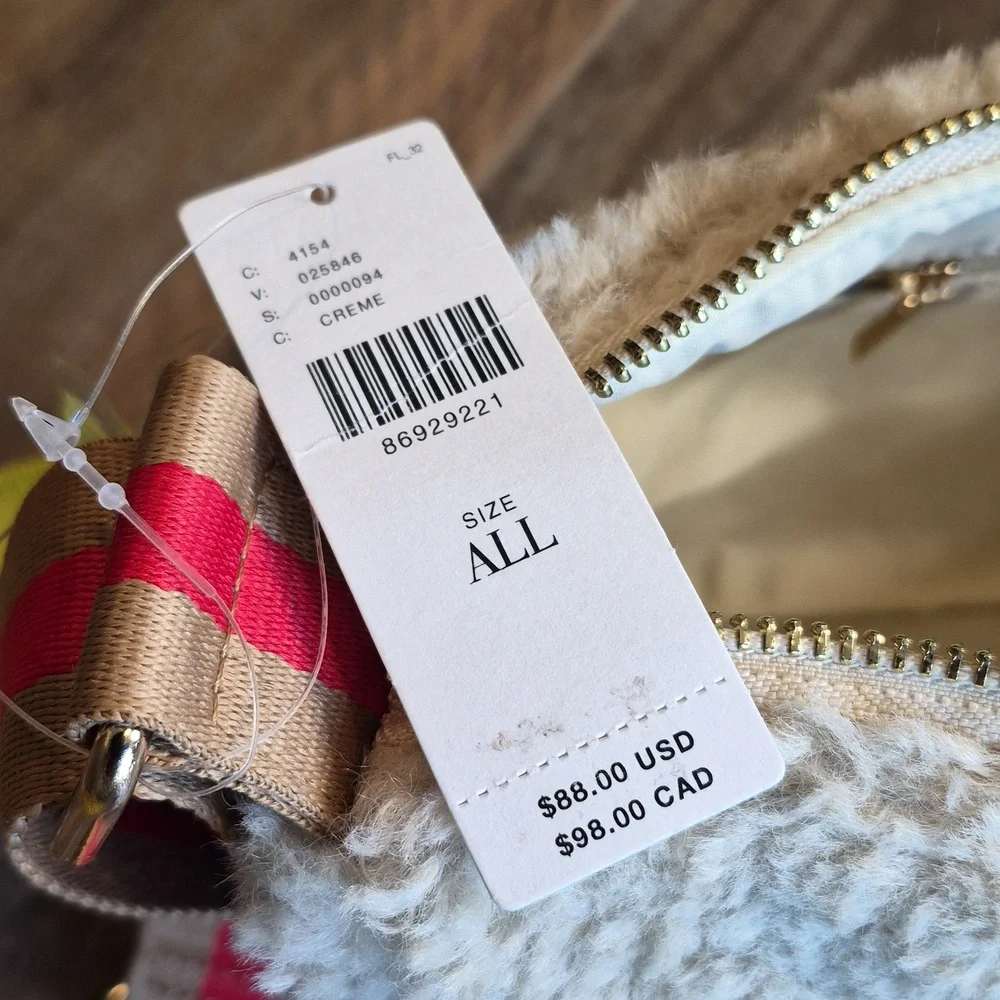 FL_32
C: 4154
V: 025846
S: 0000094
C: CREME
86929221
SIZE
ALL
$88.00 USD
$98.00 CAD